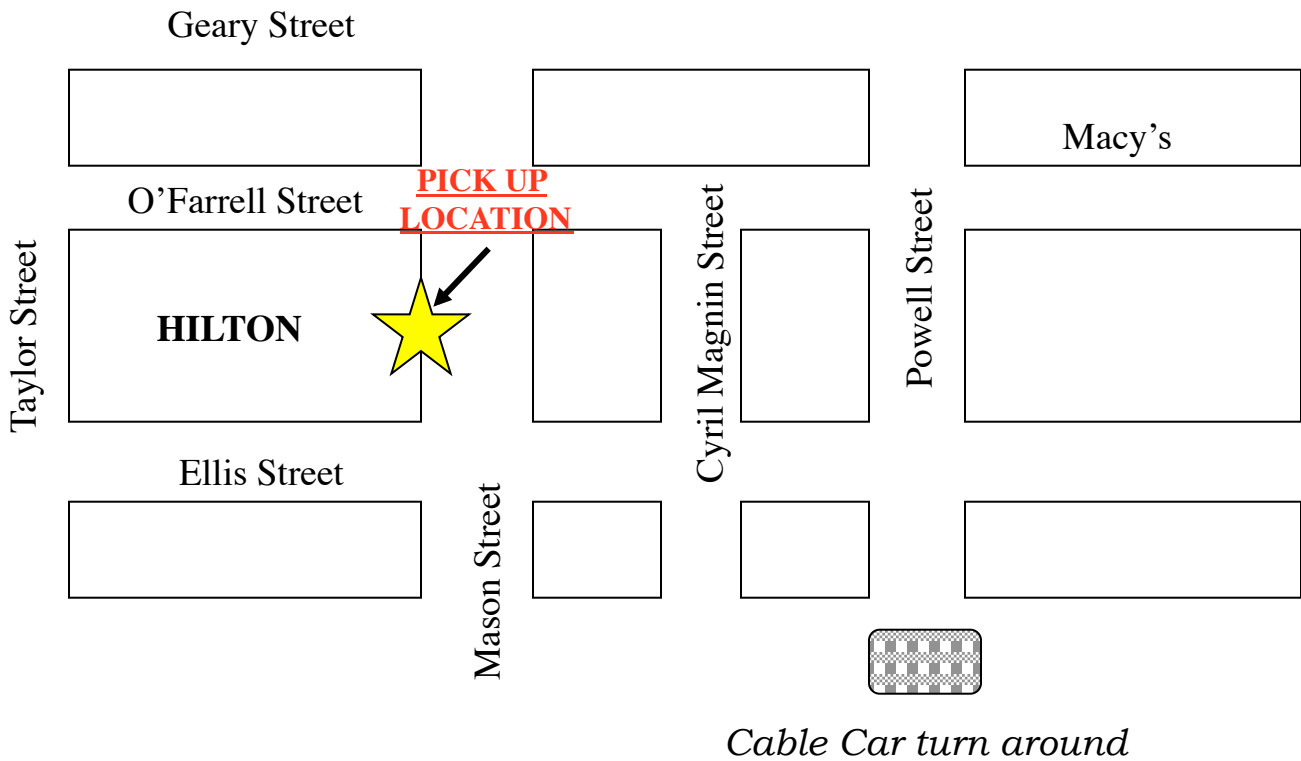 Geary Street
Macy’s
PICK UP
LOCATION
O’Farrell Street
Taylor Street
HILTON
Cyril Magnin Street
Powell Street
Ellis Street
Mason Street
Cable Car turn around